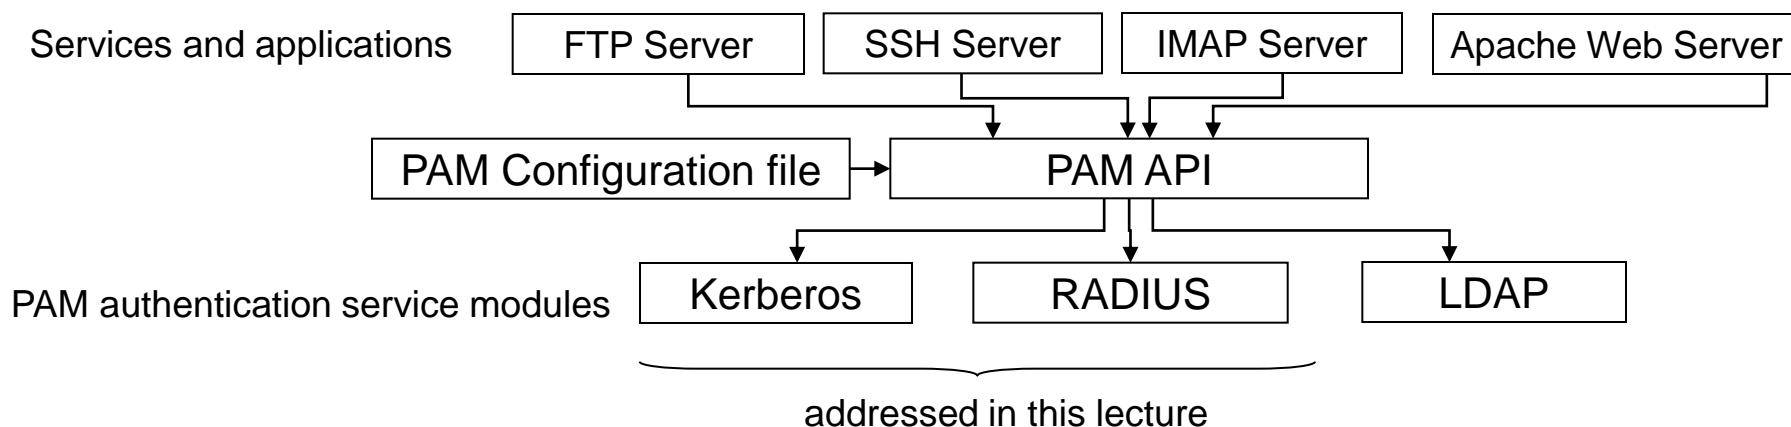 Services and applications
FTP Server
SSH Server
IMAP Server
Apache Web Server
PAM Configuration file
PAM API
PAM authentication service modules
Kerberos
RADIUS
LDAP
addressed in this lecture